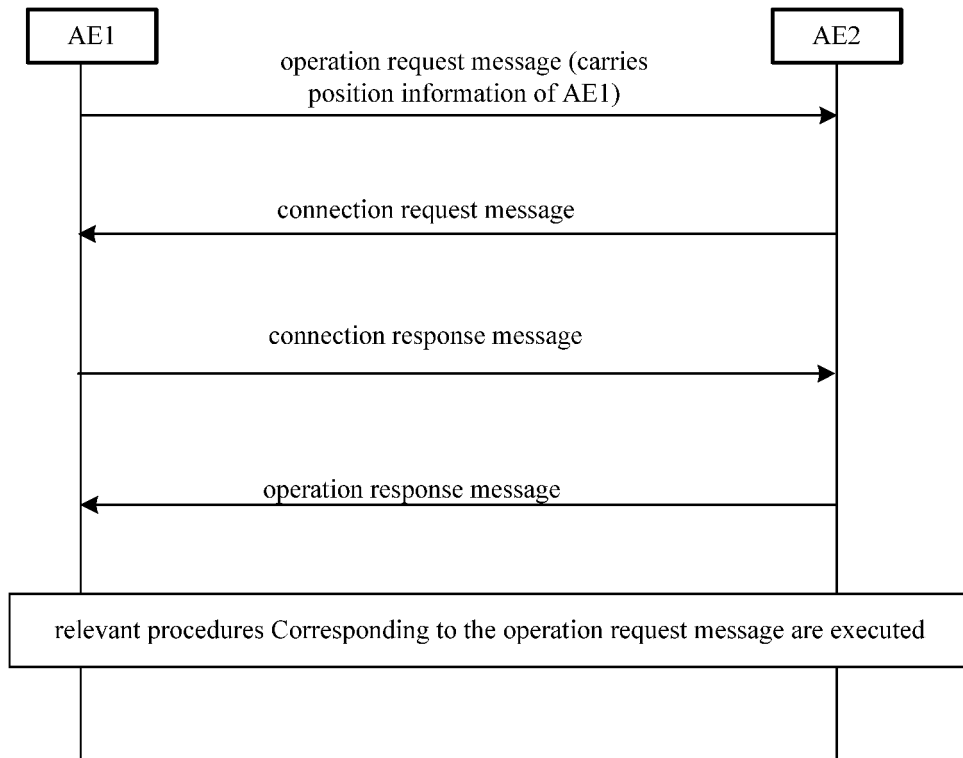 AE1
AE2
operation request message (carries
position information of AE1)
connection request message
connection response message
operation response message
relevant procedures Corresponding to the operation request message are executed